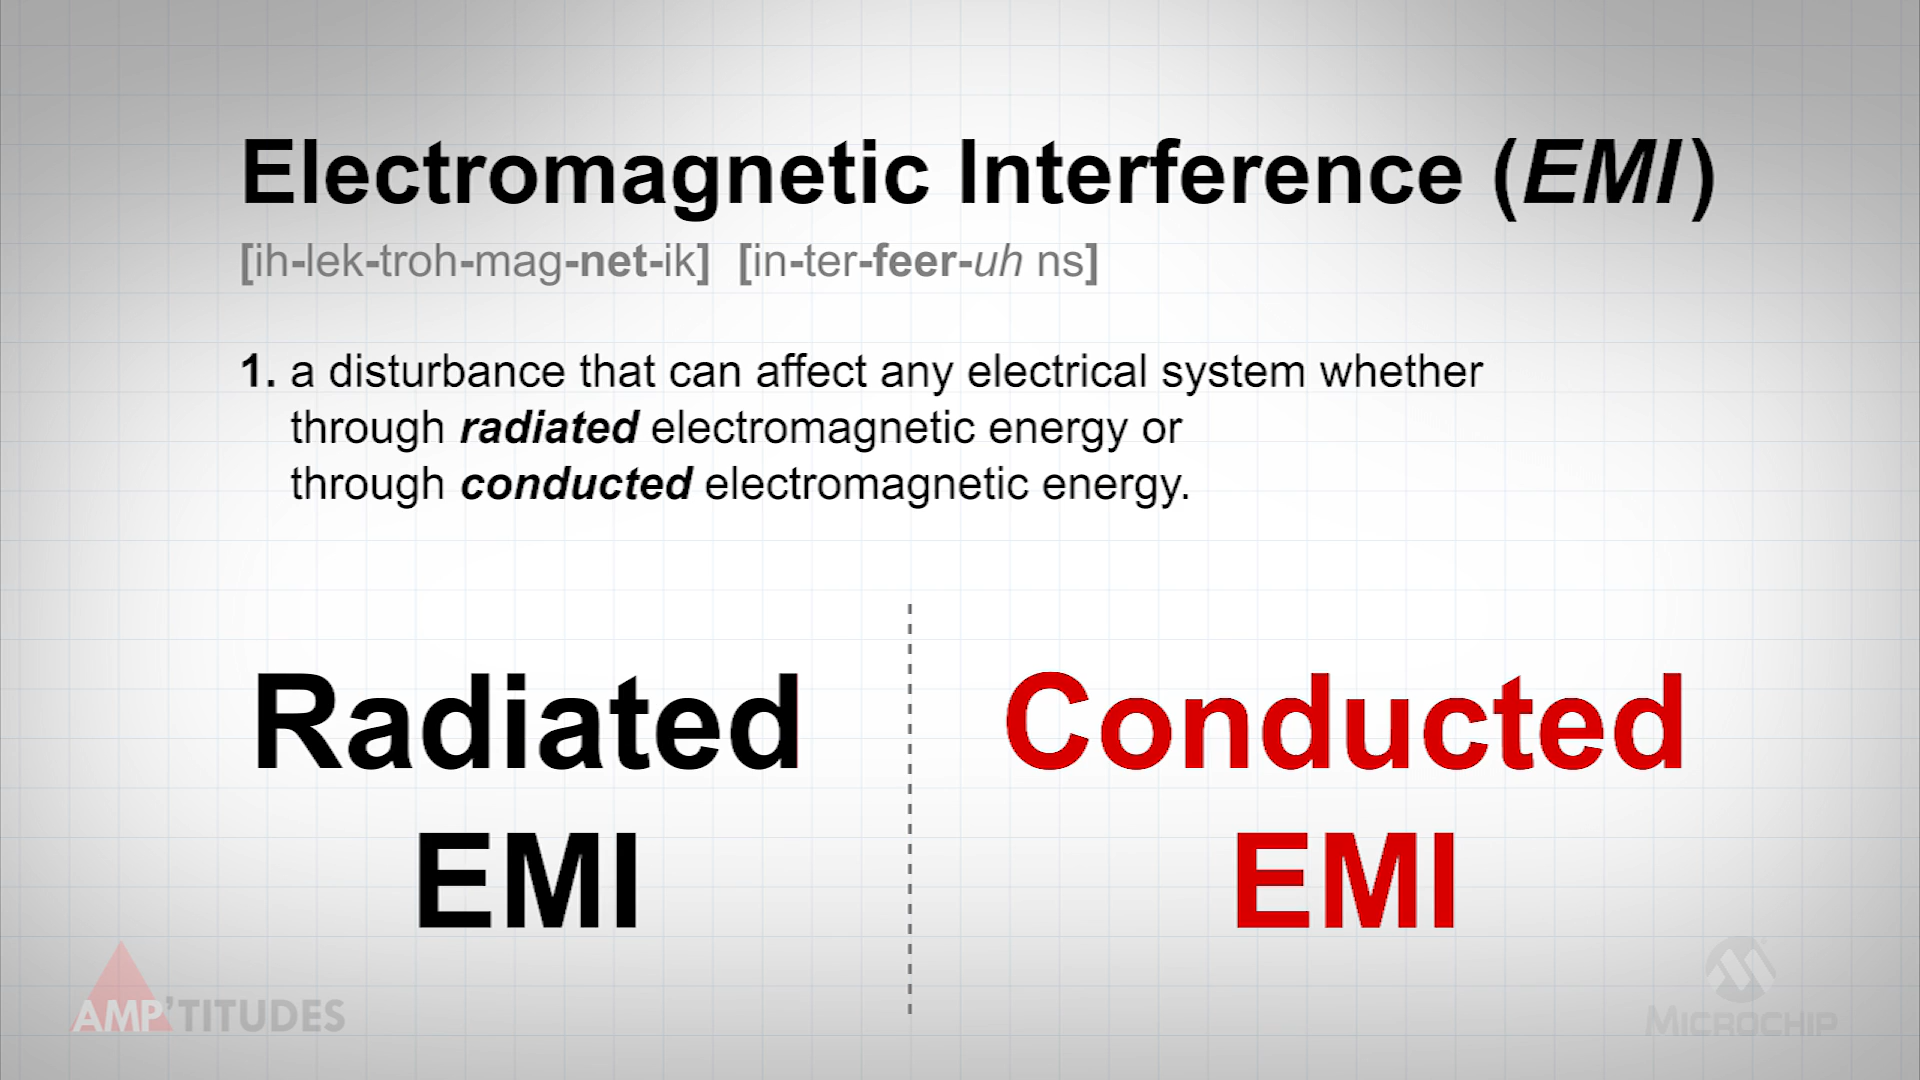 Electromagnetic Interference (EMI)
[ih-lek-troh-mag-net-ik] [in-ter-feer-uh ns]
1. a disturbance that can affect any electrical system whether
through radiated electromagnetic energy or
through conducted electromagnetic energy.
Radiated
EMI
Conducted
EMI
AMP'TITUDES
MICROCHIP